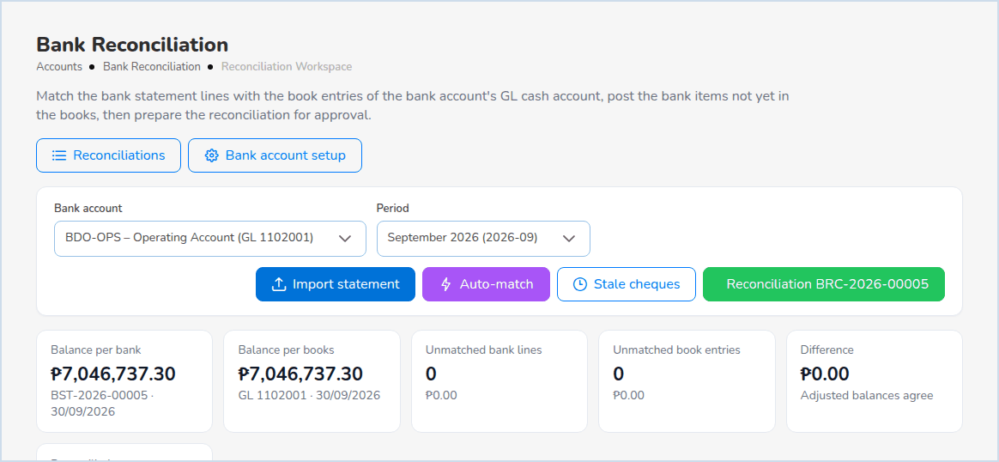 Bank Reconciliation
Accounts • Bank Reconciliation • Reconciliation Workspace
Match the bank statement lines with the book entries of the bank account's GL cash account, post the bank items not yet in
the books, then prepare the reconciliation for approval.
Reconciliations
Bank account setup
Bank account
Period
BDO-OPS – Operating Account (GL 1102001)
September 2026 (2026-09)
Import statement
Auto-match
Stale cheques
Reconciliation BRC-2026-00005
Balance per bank
₱7,046,737.30
BST-2026-00005 ·
30/09/2026
Balance per books
₱7,046,737.30
GL 1102001 · 30/09/2026
Unmatched bank lines
0
₱0.00
Unmatched book entries
0
₱0.00
Difference
₱0.00
Adjusted balances agree